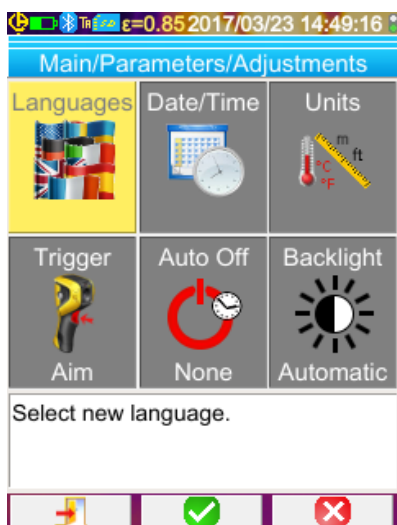 ε=0.85 2017/03/23 14:49:16
Main/Parameters/Adjustments
Languages Date/Time Units
m
ft
°C
°F
Trigger Auto Off Backlight
Aim None Automatic
Select new language.